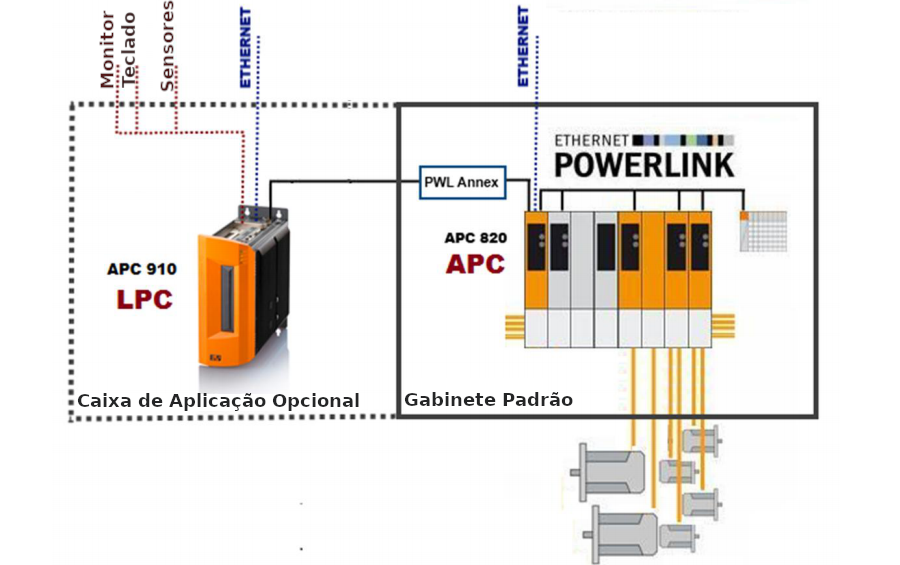 Monitor
Teclado
Sensores
ETHERNET
ETHERNET
ETHERNET
POWERLINK
PWL Annex
APC 910
LPC
APC 820
APC
Caixa de Aplicação Opcional
Gabinete Padrão